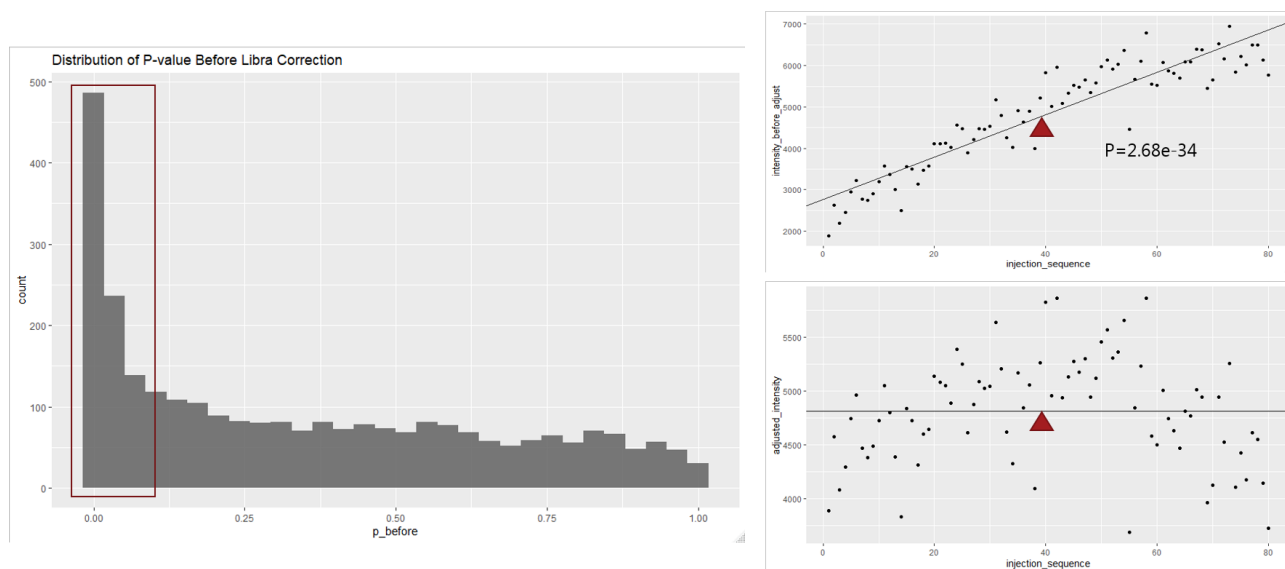 Distribution of P-value Before Libra Correction
500
400
300
200
100
0
count
0.00 0.25 0.50 0.75 1.00
p_before
7000
6000
5000
4000
3000
2000
intensity_before_adjust
P=2.68e-34
0 20 40 60 80
injection_sequence
5500
5000
4500
4000
adjusted_intensity
0 20 40 60 80
injection_sequence